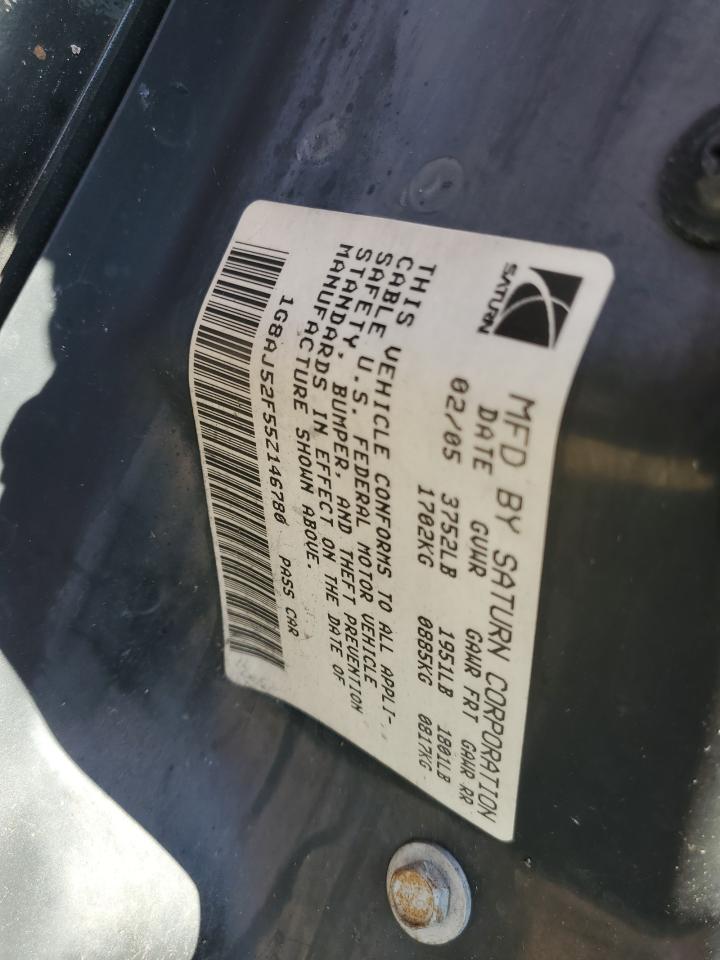 SATURN
MFD BY SATURN CORPORATION
DATE GVWR GAWR FRT GAWR RR
02/05 3752LB 1951LB 1801LB
1702KG 0885KG 0817KG
THIS VEHICLE CONFORMS TO ALL APPLI-
CABLE U.S. FEDERAL MOTOR VEHICLE
SAFETY, BUMPER, AND THEFT PREVENTION
STANDARDS IN EFFECT ON THE DATE OF
MANUFACTURE SHOWN ABOVE.
1G8AJ52F55Z146780 PASS CAR